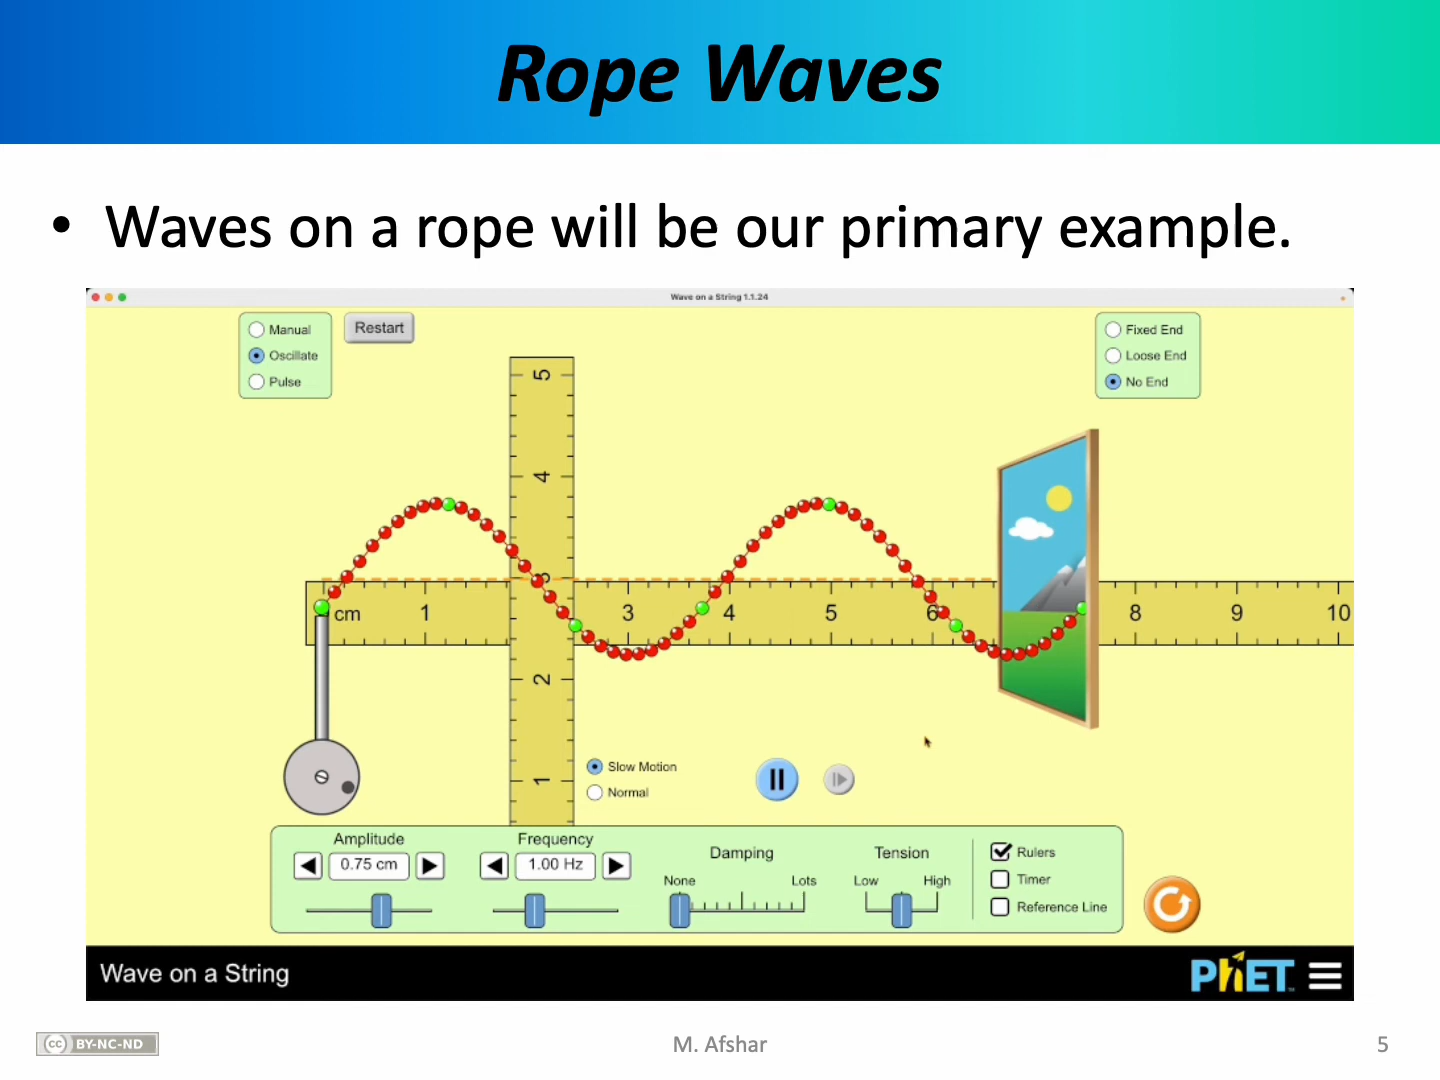 Rope Waves
• Waves on a rope will be our primary example.
Wave on a String 1.1.24
Manual
Oscillate
Pulse
Restart
Fixed End
Loose End
No End
5
4
3
2
1
cm 1 3 4 5 6 8 9 10
Slow Motion
Normal
Amplitude
0.75 cm
Frequency
1.00 Hz
Damping
None Lots
Tension
Low High
Rulers
Timer
Reference Line
Wave on a String
PhET
cc BY-NC-ND
M. Afshar
5